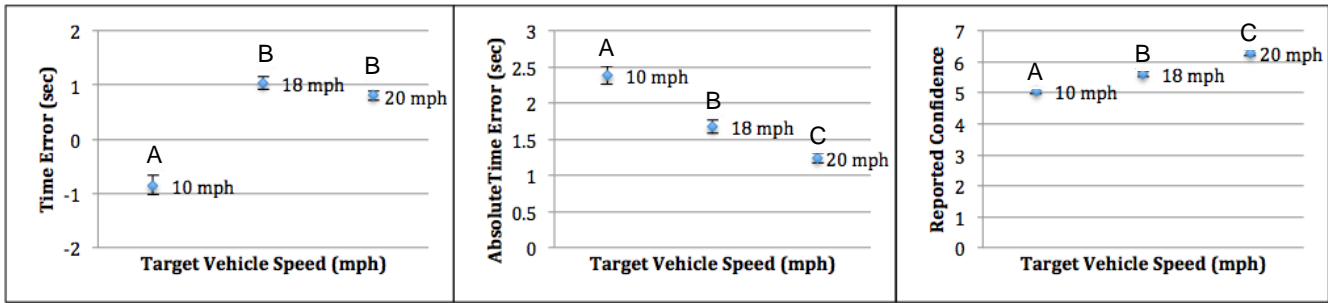 Time Error (sec)
2
1
0
-1
-2
A
10 mph
B
18 mph
B
20 mph
Target Vehicle Speed (mph)
AbsoluteTime Error (sec)
3
2.5
2
1.5
1
0.5
0
A
10 mph
B
18 mph
C
20 mph
Target Vehicle Speed (mph)
Reported Confidence
7
6
5
4
3
2
1
0
A
10 mph
B
18 mph
C
20 mph
Target Vehicle Speed (mph)